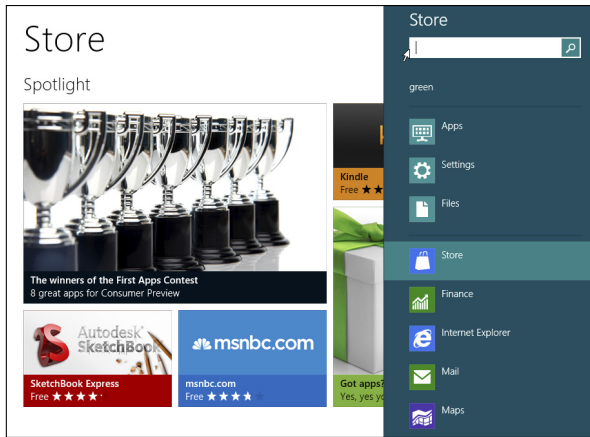 Store
Spotlight
The winners of the First Apps Contest
8 great apps for Consumer Preview
Kindle
Free
Autodesk
SketchBook
SketchBook Express
Free
msnbc.com
msnbc.com
Free
Got apps?
Yes, yes
Store
green
Apps
Settings
Files
Store
Finance
Internet Explorer
Mail
Maps